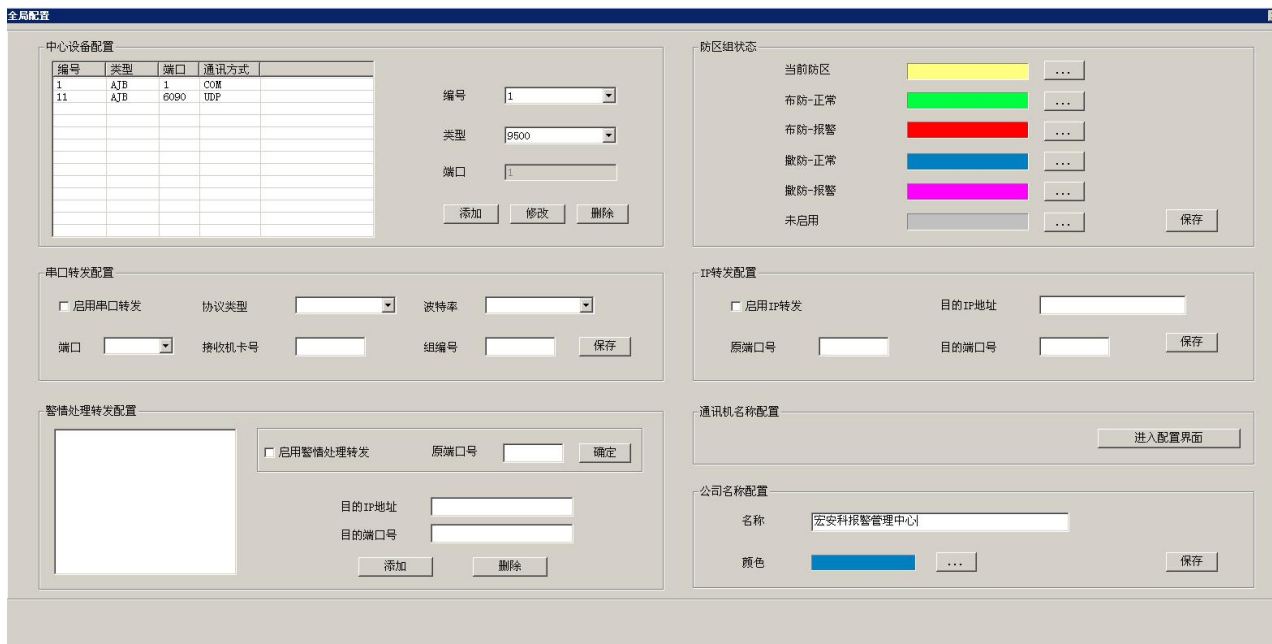 全局配置
中心设备配置
编号 类型 端口 通讯方式
1 AJB 1 COM
11 AJB 6090 UDP
编号 1
类型 9500
端口 1
添加 修改 删除
防区组状态
当前防区 ...
布防-正常 ...
布防-报警 ...
撤防-正常 ...
撤防-报警 ...
未启用 ... 保存
串口转发配置
启用串口转发 协议类型 波特率
端口 接收机卡号 组编号 保存
IP转发配置
启用IP转发 目的IP地址
原端口号 目的端口号 保存
警情处理转发配置
启用警情处理转发 原端口号 确定
目的IP地址
目的端口号
添加 删除
通讯机名称配置
进入配置界面
公司名称配置
名称 宏安科报警管理中心
颜色 ... 保存